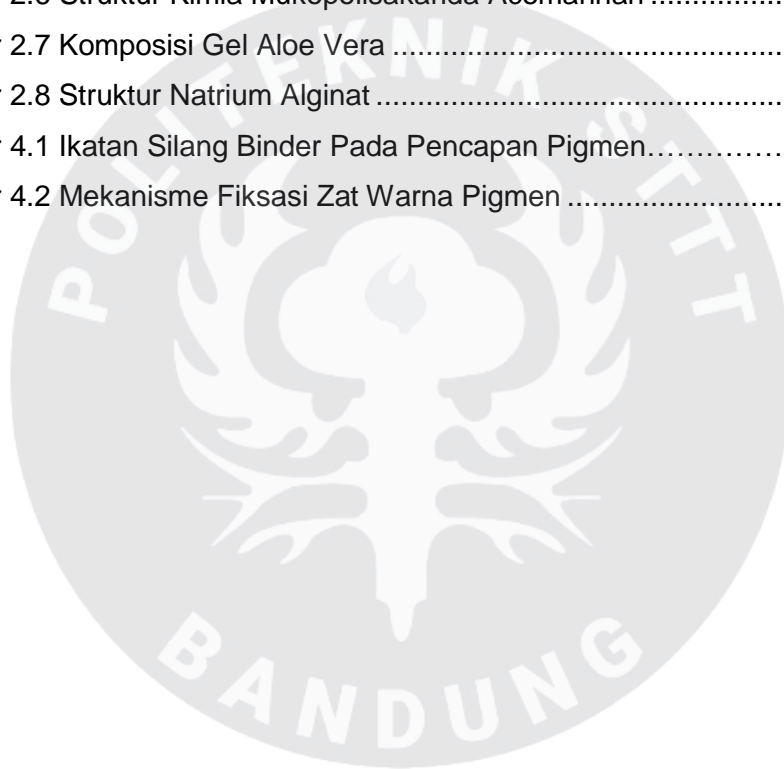 2.7 Komposisi Gel Aloe Vera ..................................................
2.8 Struktur Natrium Alginat ....................................................
4.1 Ikatan Silang Binder Pada Pencapan Pigmen……………
4.2 Mekanisme Fiksasi Zat Warna Pigmen ...........................
POLITEKNIK STTT
BANDUNG